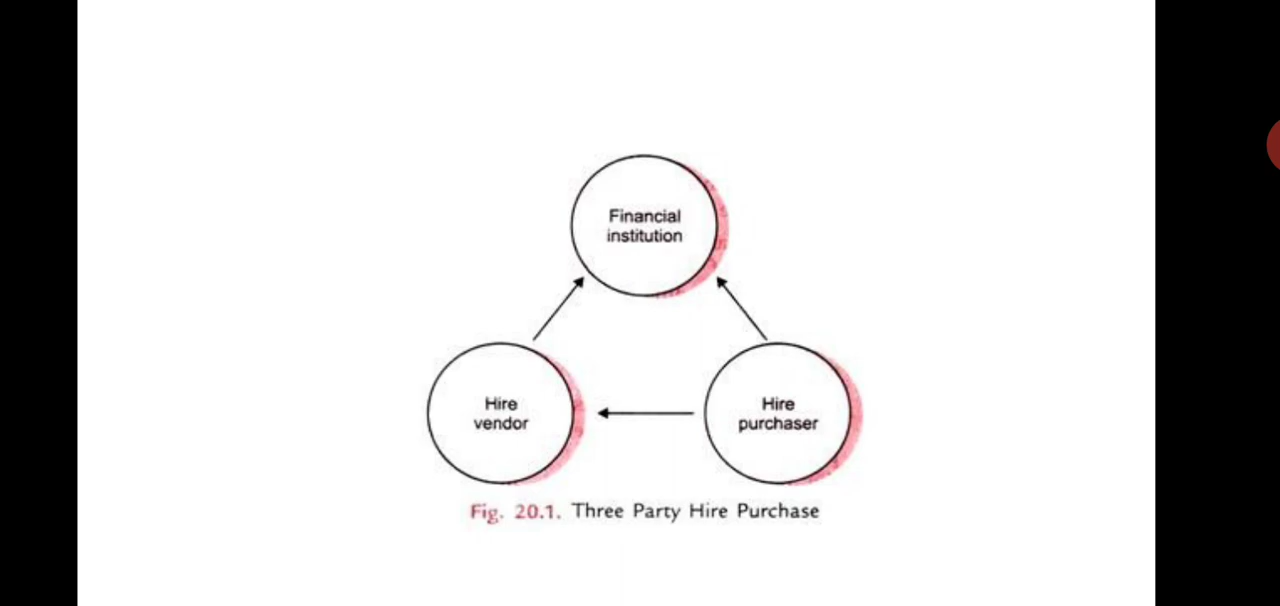 Financial
institution
Hire
vendor
Hire
purchaser
Fig. 20.1. Three Party Hire Purchase